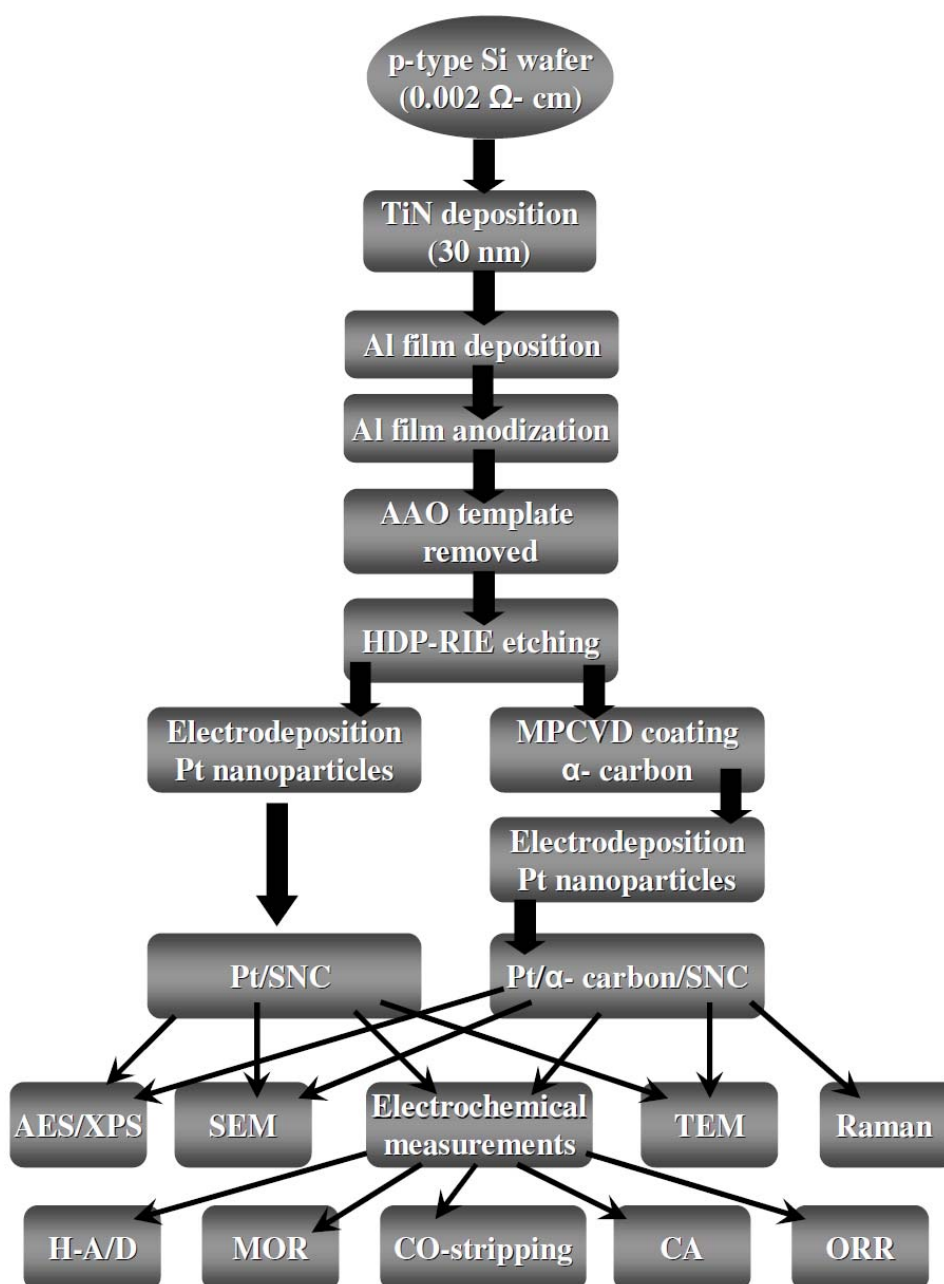 p-type Si wafer
(0.002 Ω- cm)
TiN deposition
(30 nm)
Al film deposition
Al film anodization
AAO template
removed
HDP-RIE etching
Electrodeposition
Pt nanoparticles
MPCVD coating
α- carbon
Electrodeposition
Pt nanoparticles
Pt/SNC
Pt/α- carbon/SNC
AES/XPS
SEM
Electrochemical
measurements
TEM
Raman
H-A/D
MOR
CO-stripping
CA
ORR